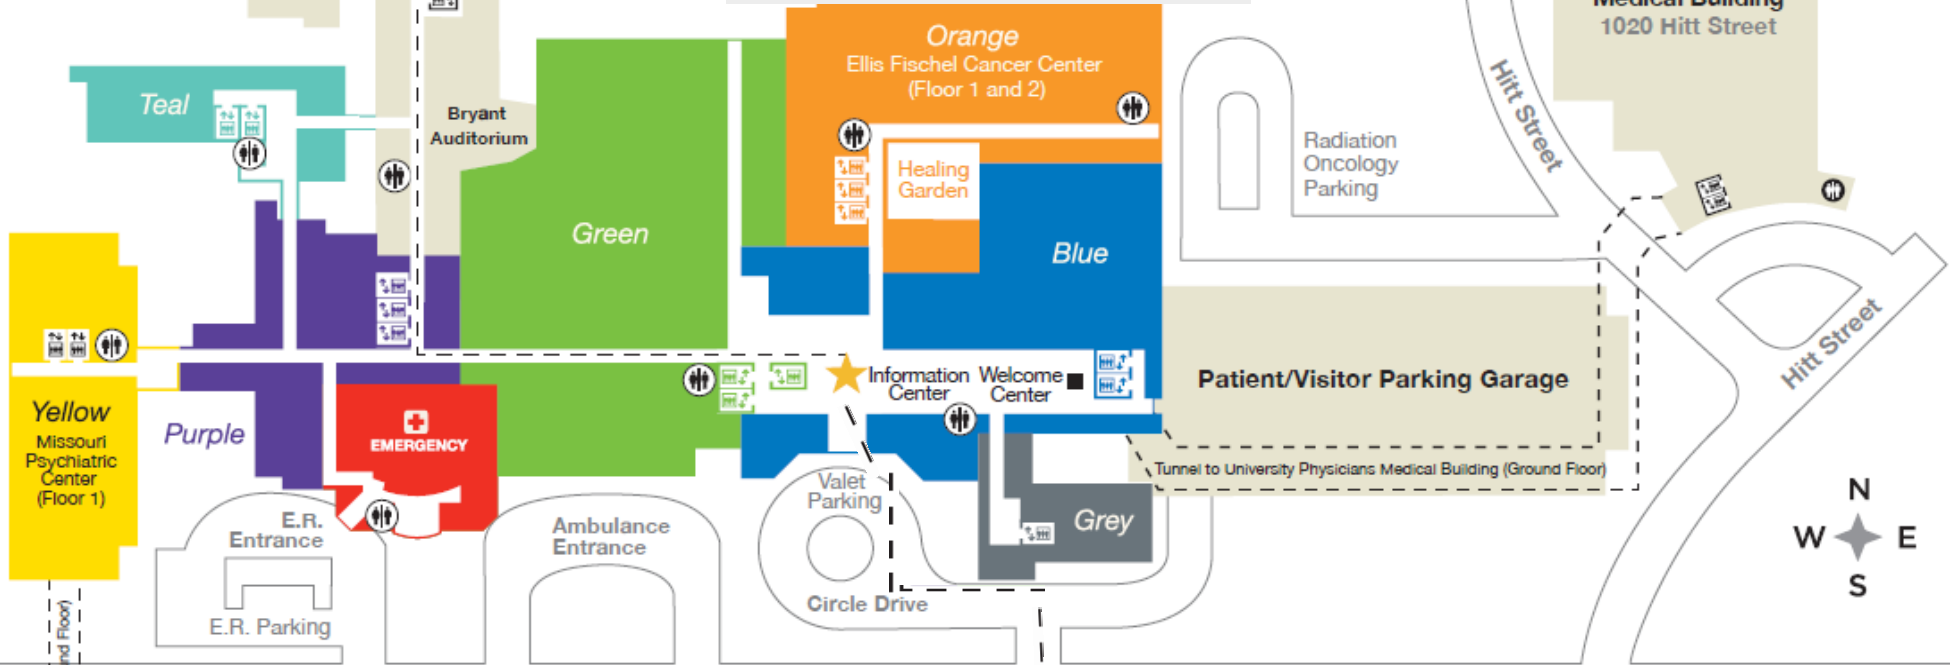 Medical Building
1020 Hitt Street
Orange
Ellis Fischel Cancer Center
(Floor 1 and 2)
Hitt Street
Teal
Bryant
Auditorium
Radiation
Oncology
Parking
Healing
Garden
Green
Blue
Hitt Street
Information
Center
Welcome
Center
Patient/Visitor Parking Garage
Yellow
Missouri
Psychiatric
Center
(Floor 1)
Purple
EMERGENCY
Tunnel to University Physicians Medical Building (Ground Floor)
Valet
Parking
Grey
E.R.
Entrance
Ambulance
Entrance
N
W E
S
Circle Drive
E.R. Parking
Floor)